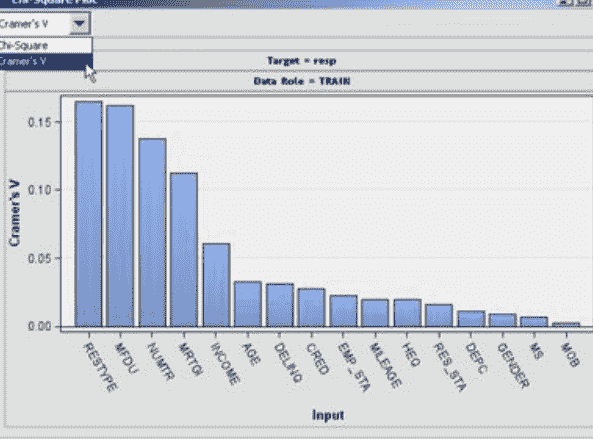 Chi-Square Plot
Cramer's V
Chi-Square
Cramer's V
Target = resp
Data Role = TRAIN
Cramer's V
0.15
0.10
0.05
0.00
RESTYPE
MFDU
NUMTR
MRTGI
INCOME
AGE
DELINQ
CRED
EMP_STA
MILEAGE
HEQ
RES_STA
DEPC
GENDER
MS
MOB
Input